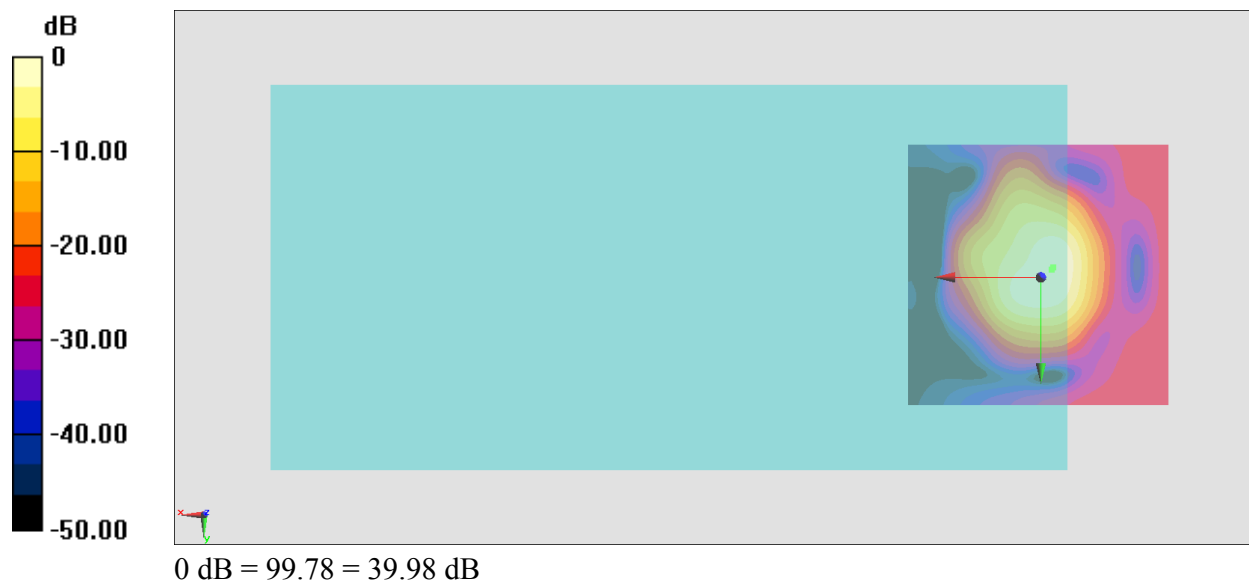 dB
0
-10.00
-20.00
-30.00
-40.00
-50.00
x
z
y
0 dB = 99.78 = 39.98 dB